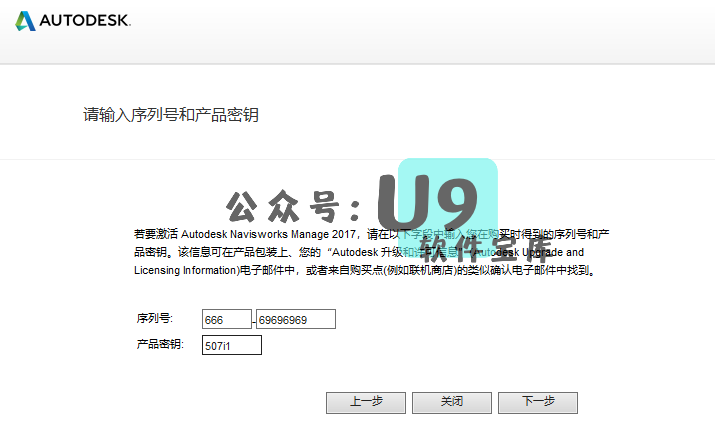 AUTODESK.
请输入序列号和产品密钥
公众号：U9
软件宝库
若要激活 Autodesk Navisworks Manage 2017，请在以下字段中输入您在购买时得到的序列号和产
品密钥。该信息可在产品包装上、您的“Autodesk 升级和许可信息”(Autodesk Upgrade and
Licensing Information)电子邮件中，或者来自购买点(例如联机商店)的类似确认电子邮件中找到。
序列号: 666 - 69696969
产品密钥: 507I1
上一步 关闭 下一步